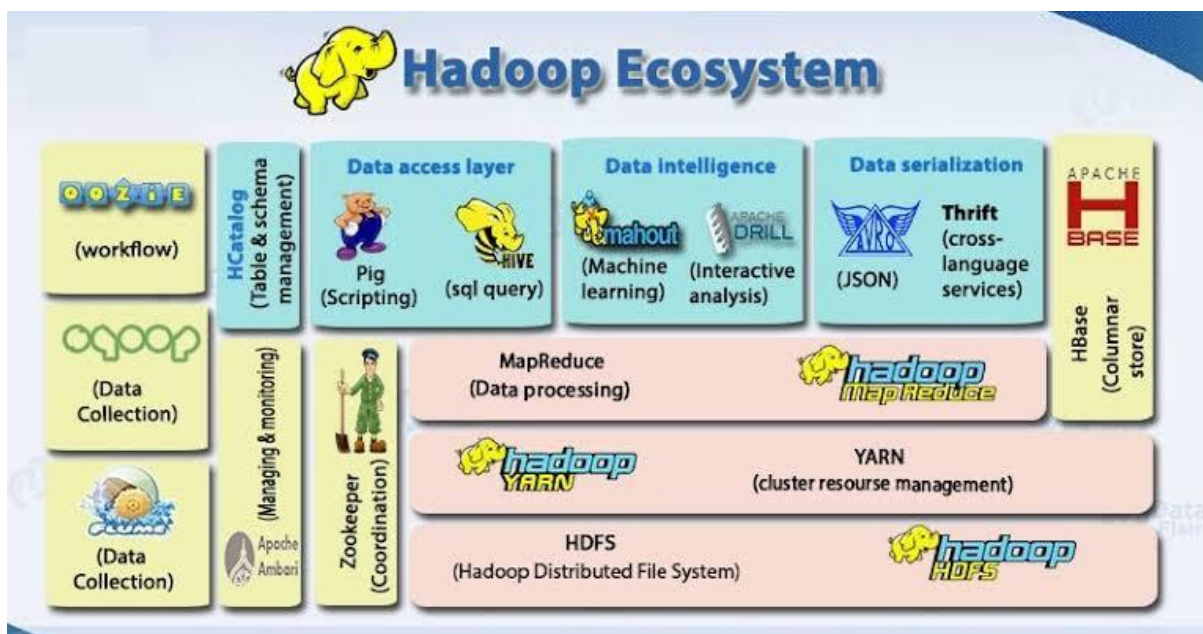 Hadoop Ecosystem
OOZIE
(workflow)
sqoop
(Data
Collection)
flume
(Data
Collection)
HCatalog
(Table & schema
management)
(Managing & monitoring)
Apache
Ambari
Data access layer
Pig
(Scripting)
HIVE
(sql query)
Data intelligence
mahout
(Machine
learning)
APACHE
DRILL
(Interactive
analysis)
Data serialization
AVRO
(JSON)
Thrift
(cross-
language
services)
APACHE
HBASE
HBase
(Columnar
store)
Zookeeper
(Coordination)
MapReduce
(Data processing)
hadoop
MapReduce
hadoop
YARN
YARN
(cluster resourse management)
HDFS
(Hadoop Distributed File System)
hadoop
HDFS